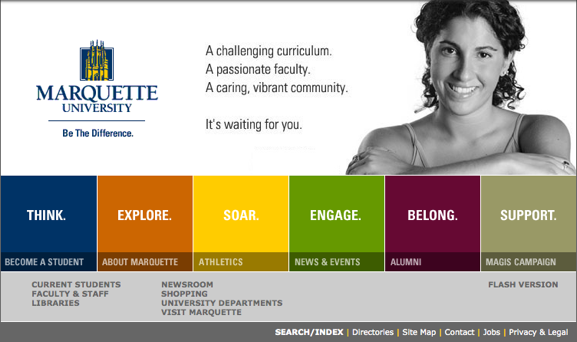 A challenging curriculum.
A passionate faculty.
A caring, vibrant community.
It's waiting for you.
MARQUETTE
UNIVERSITY
Be The Difference.
THINK.
EXPLORE.
SOAR.
ENGAGE.
BELONG.
SUPPORT.
BECOME A STUDENT
ABOUT MARQUETTE
ATHLETICS
NEWS & EVENTS
ALUMNI
MAGIS CAMPAIGN
CURRENT STUDENTS
FACULTY & STAFF
LIBRARIES
NEWSROOM
SHOPPING
UNIVERSITY DEPARTMENTS
VISIT MARQUETTE
FLASH VERSION
SEARCH/INDEX | Directories | Site Map | Contact | Jobs | Privacy & Legal